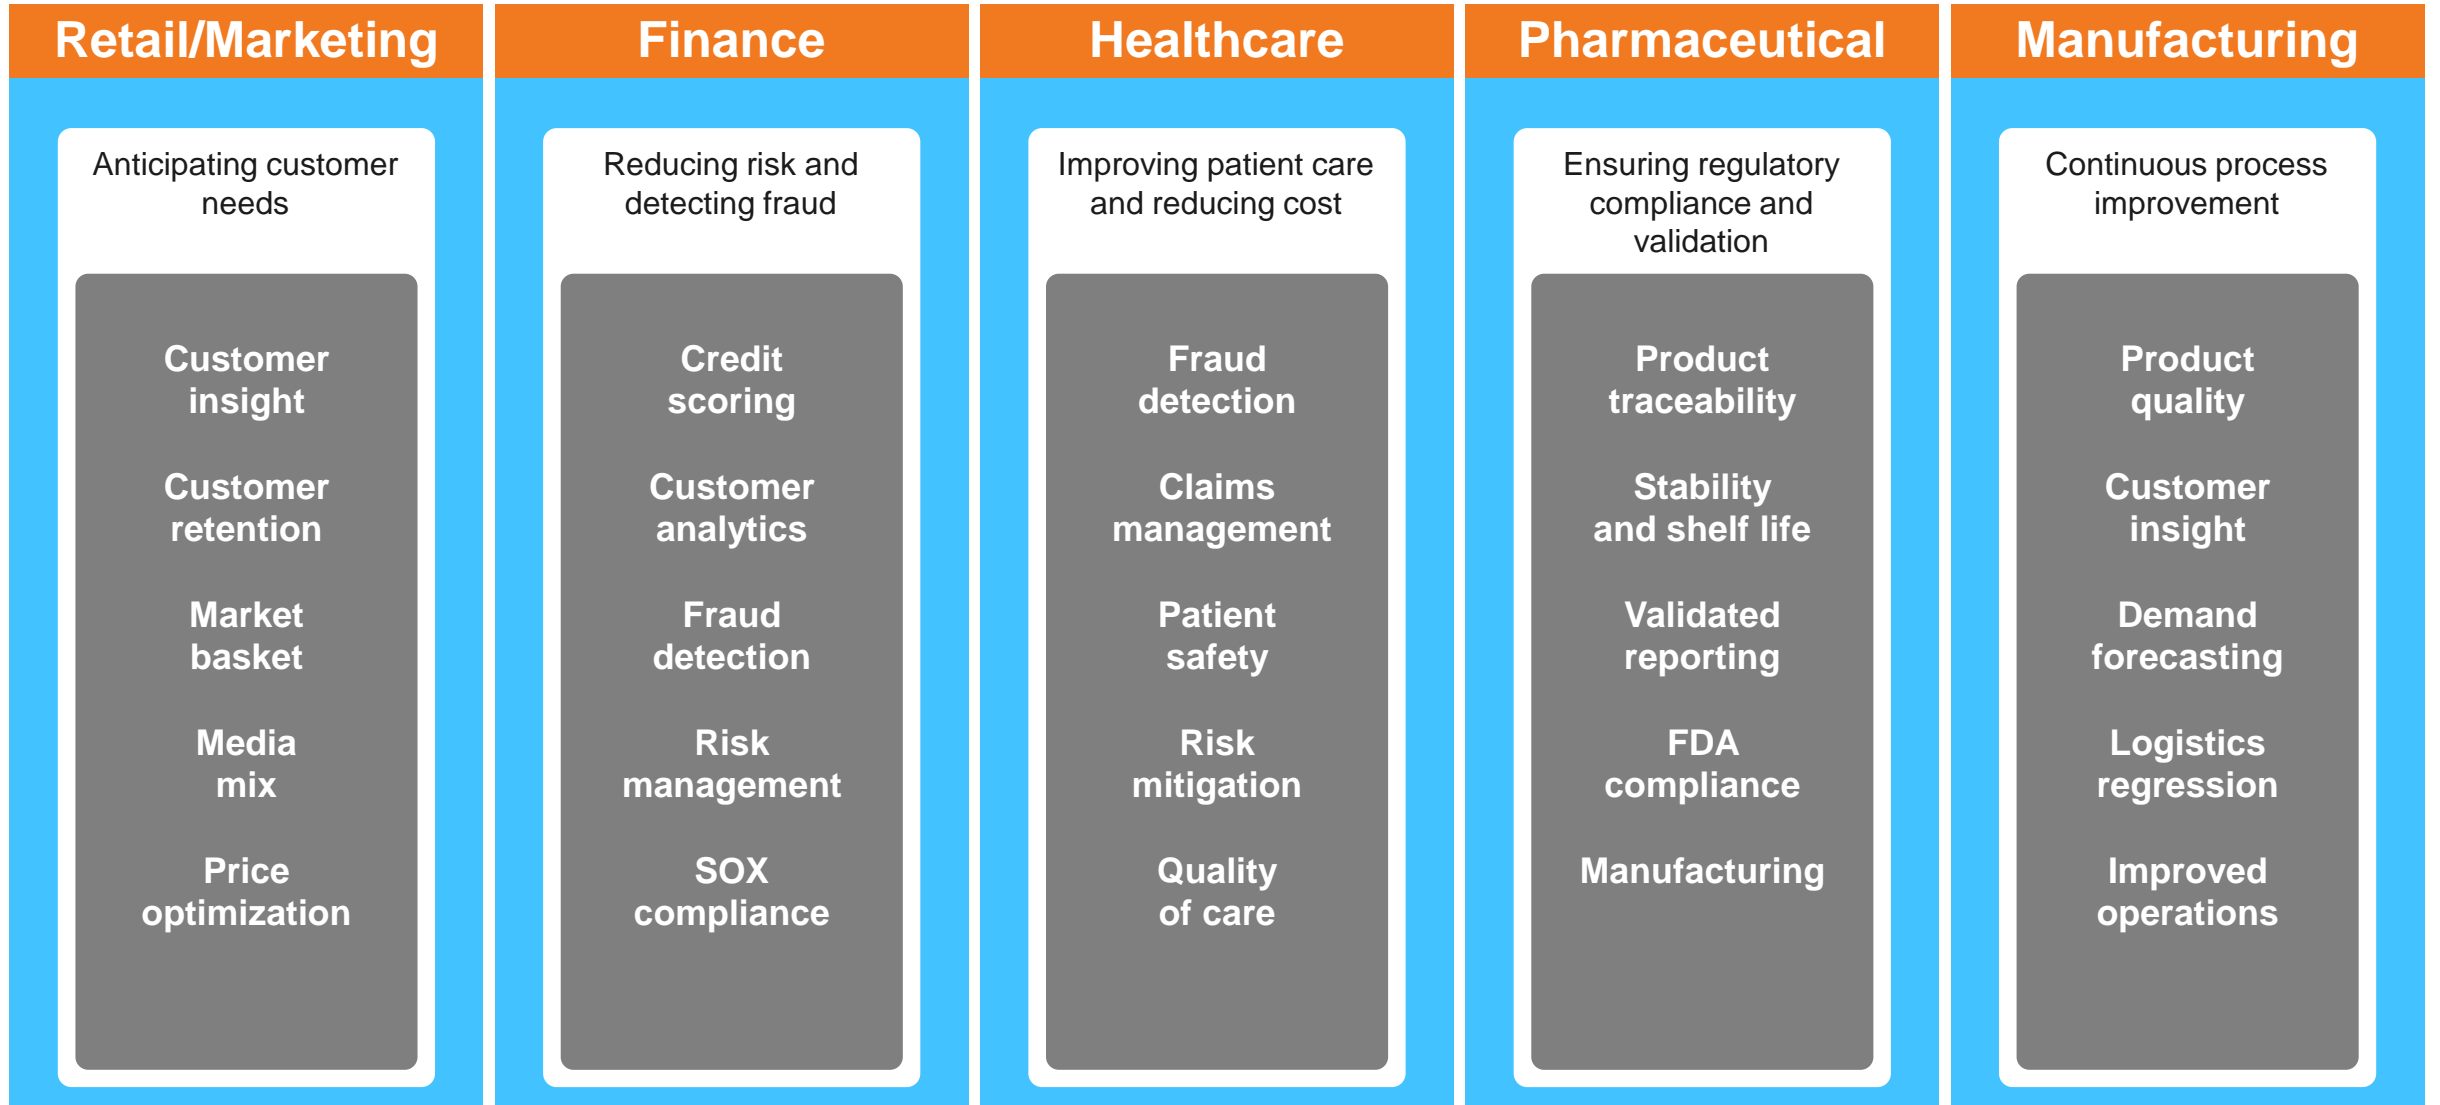 Retail/Marketing
Anticipating customer
needs
Customer
insight
Customer
retention
Market
basket
Media
mix
Price
optimization
Finance
Reducing risk and
detecting fraud
Credit
scoring
Customer
analytics
Fraud
detection
Risk
management
SOX
compliance
Healthcare
Improving patient care
and reducing cost
Fraud
detection
Claims
management
Patient
safety
Risk
mitigation
Quality
of care
Pharmaceutical
Ensuring regulatory
compliance and
validation
Product
traceability
Stability
and shelf life
Validated
reporting
FDA
compliance
Manufacturing
Manufacturing
Continuous process
improvement
Product
quality
Customer
insight
Demand
forecasting
Logistics
regression
Improved
operations